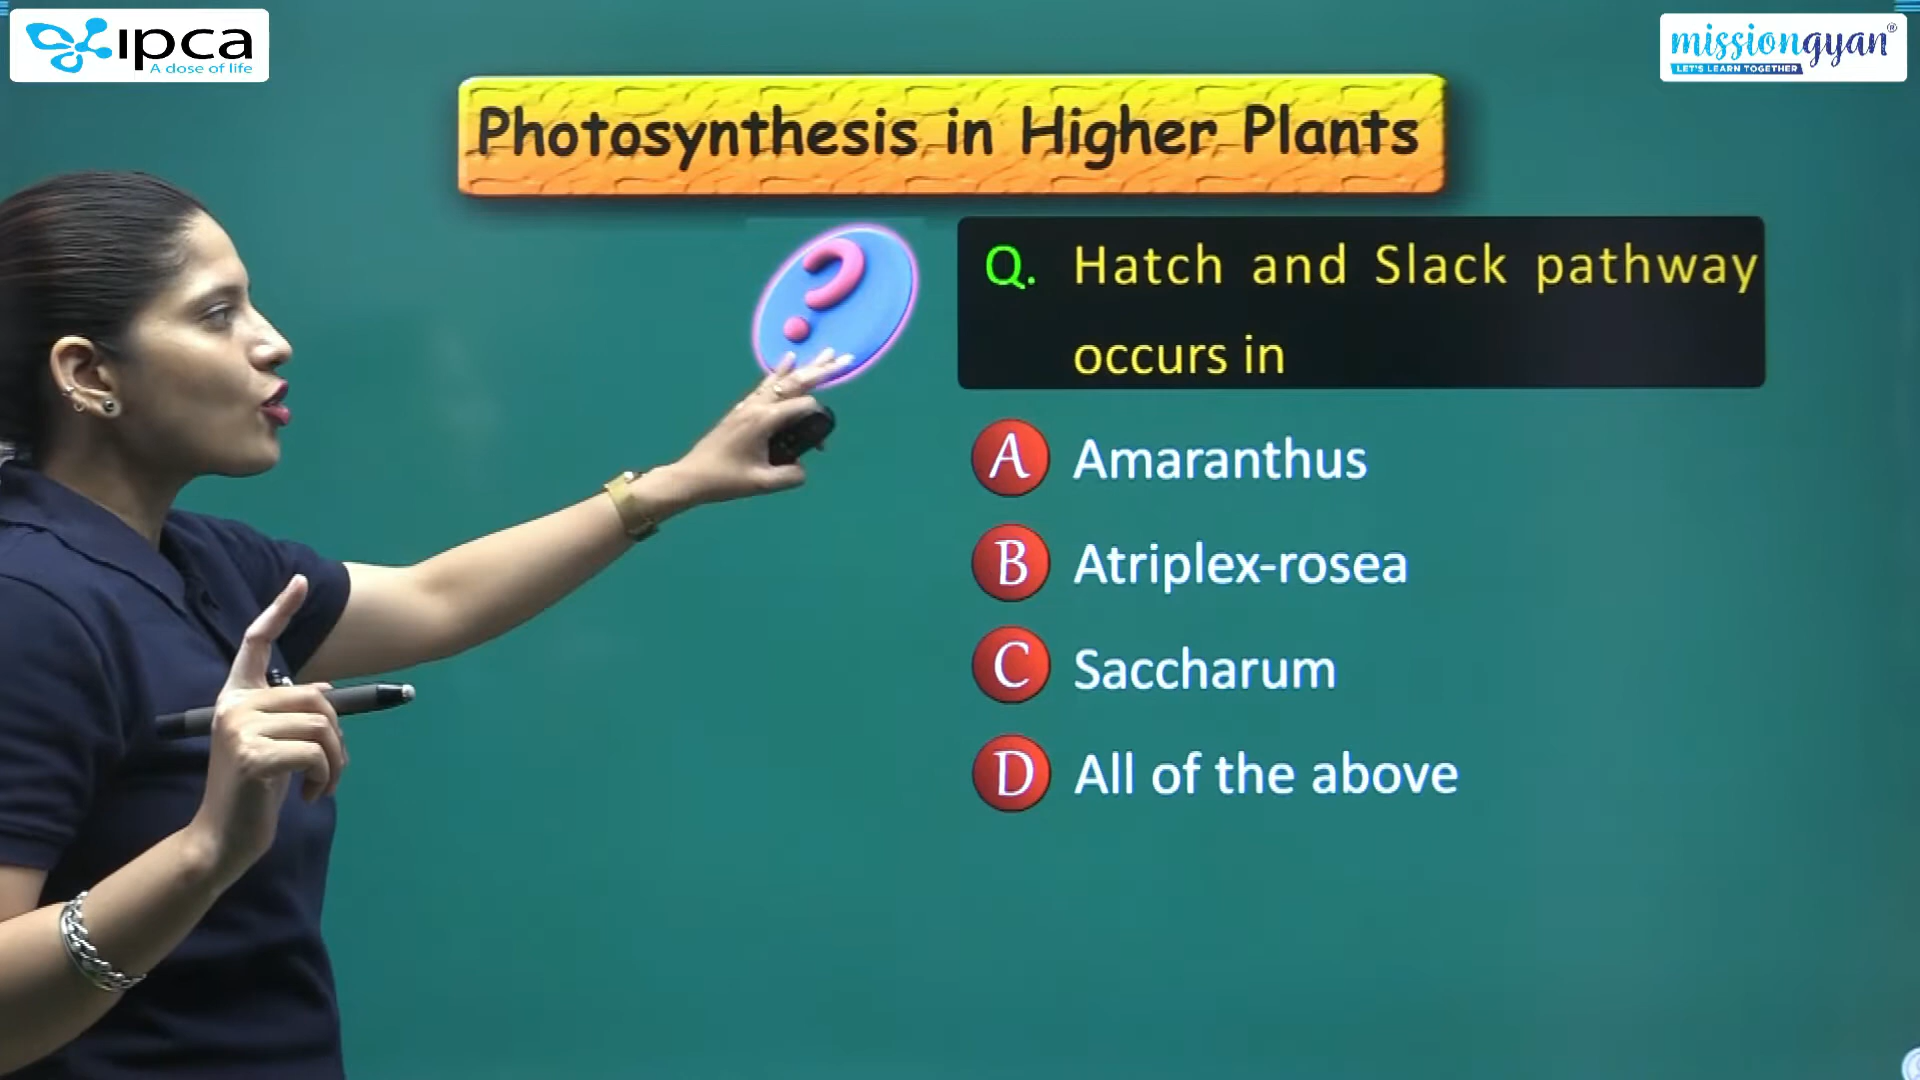 ipca
A dose of life
missiongyan®
LET'S LEARN TOGETHER
Photosynthesis in Higher Plants
?
Q. Hatch and Slack pathway
occurs in
A Amaranthus
B Atriplex-rosea
C Saccharum
D All of the above